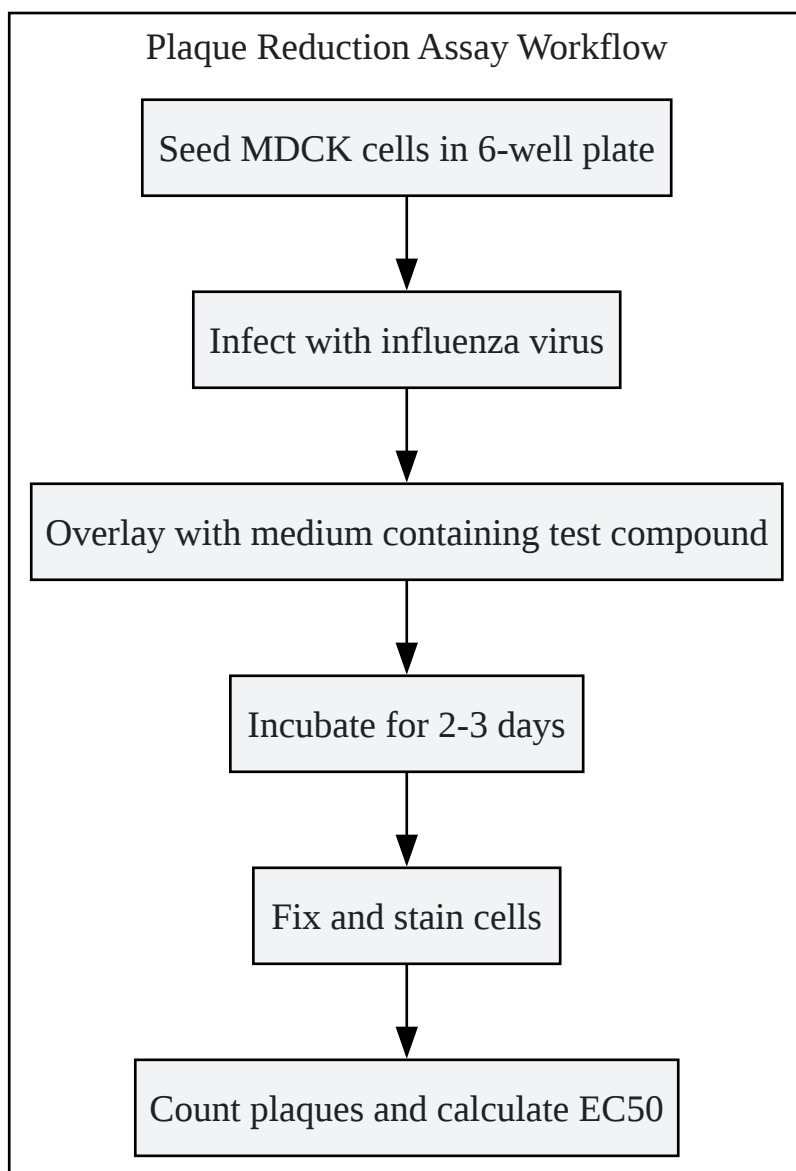 Plaque Reduction Assay Workflow
Seed MDCK cells in 6-well plate
Infect with influenza virus
Overlay with medium containing test compound
Incubate for 2-3 days
Fix and stain cells
Count plaques and calculate EC50